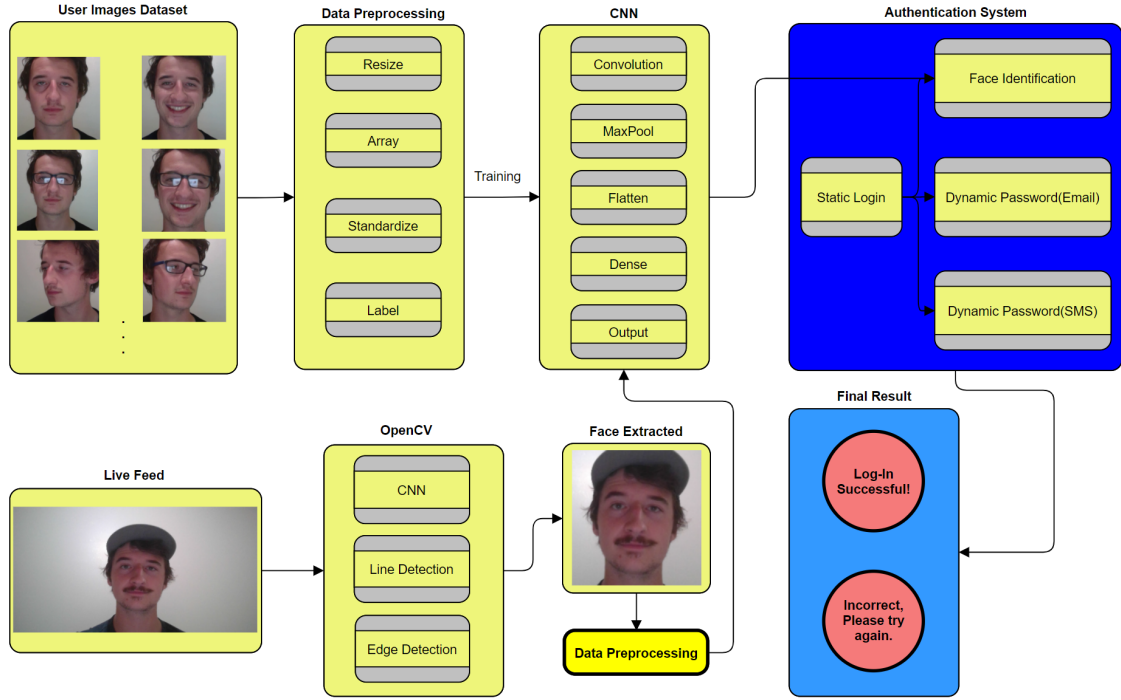 User Images Dataset
Data Preprocessing
CNN
Authentication System
Resize
Array
Standardize
Label
Training
Convolution
MaxPool
Flatten
Dense
Output
Static Login
Face Identification
Dynamic Password(Email)
Dynamic Password(SMS)
Live Feed
OpenCV
CNN
Line Detection
Edge Detection
Face Extracted
Data Preprocessing
Final Result
Log-In
Successful!
Incorrect,
Please try
again.